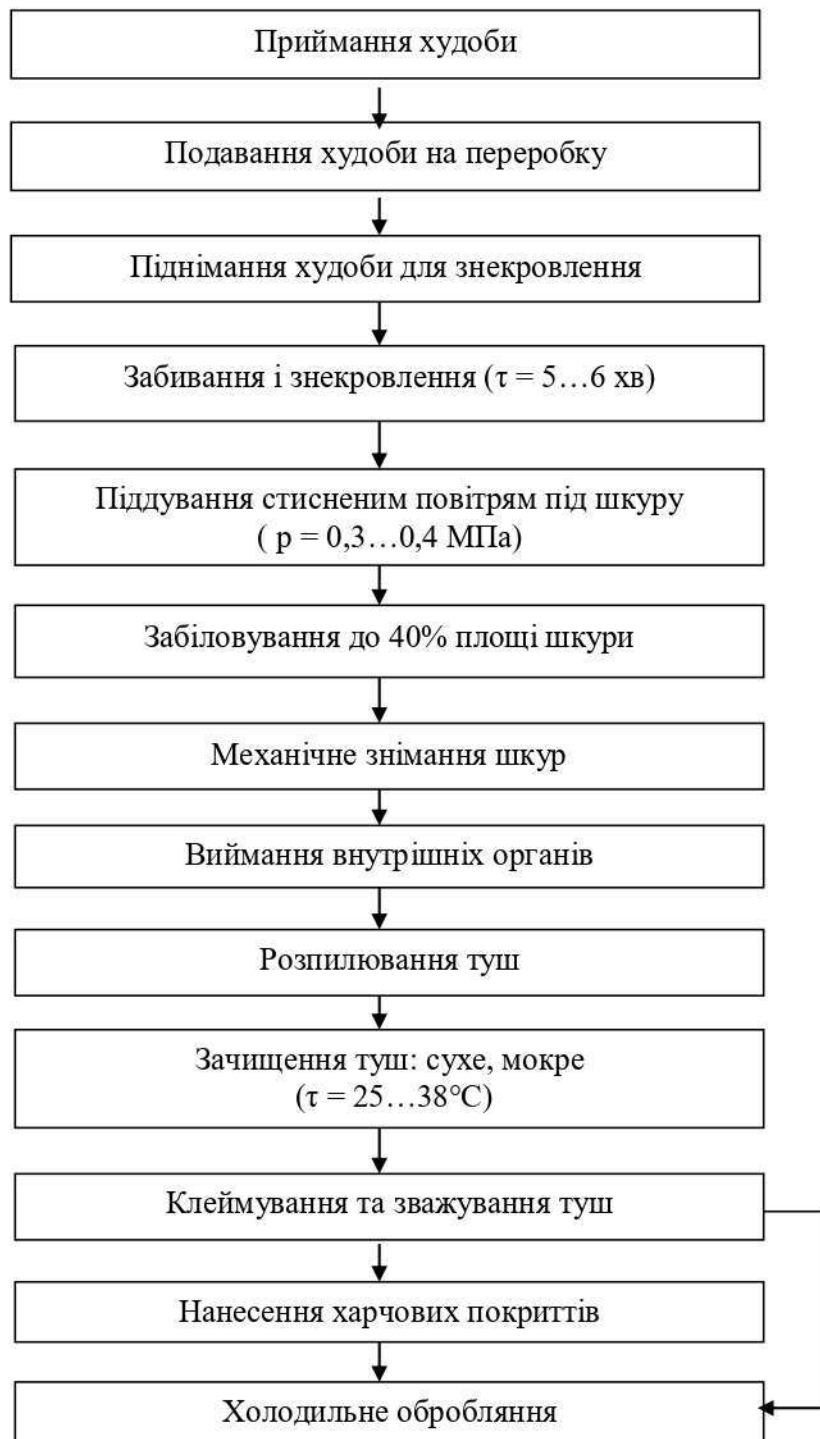 Приймання худоби
Подавання худоби на переробку
Піднімання худоби для знекровлення
Забивання і знекровлення (τ = 5…6 хв)
Піддування стисненим повітрям під шкуру
( р = 0,3…0,4 МПа)
Забіловування до 40% площі шкури
Механічне знімання шкур
Виймання внутрішніх органів
Розпилювання туш
Зачищення туш: сухе, мокре
(τ = 25…38°С)
Клеймування та зважування туш
Нанесення харчових покриттів
Холодильне обробляння